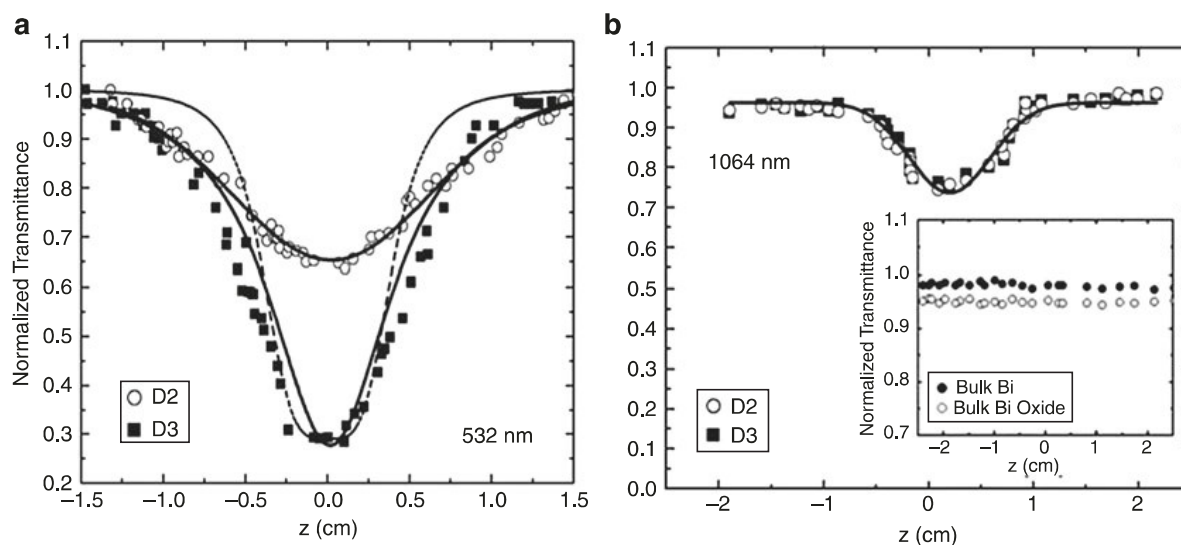 a
1.1
1.0
0.9
0.8
0.7
0.6
0.5
0.4
0.3
0.2
Normalized Transmittance
D2
D3
532 nm
−1.5 −1.0 −0.5 0.0 0.5 1.0 1.5
z (cm)
b
1.1
1.0
0.9
0.8
0.7
0.6
0.5
0.4
0.3
0.2
0.1
0.0
Normalized Transmittance
1064 nm
D2
D3
−2 −1 0 1 2
z (cm)
1.1
1.0
0.9
0.8
0.7
Normalized Transmittance
Bulk Bi
Bulk Bi Oxide
−2 −1 0 1 2
z (cm)